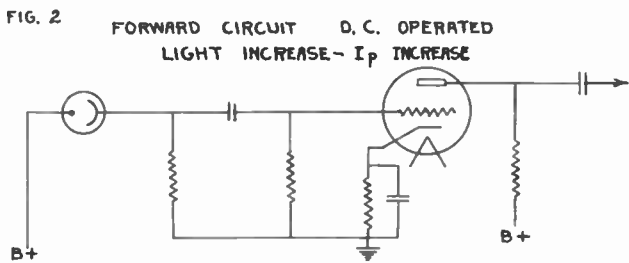 FIG. 2
FORWARD CIRCUIT D.C. OPERATED
LIGHT INCREASE - Ip INCREASE
B+
B+